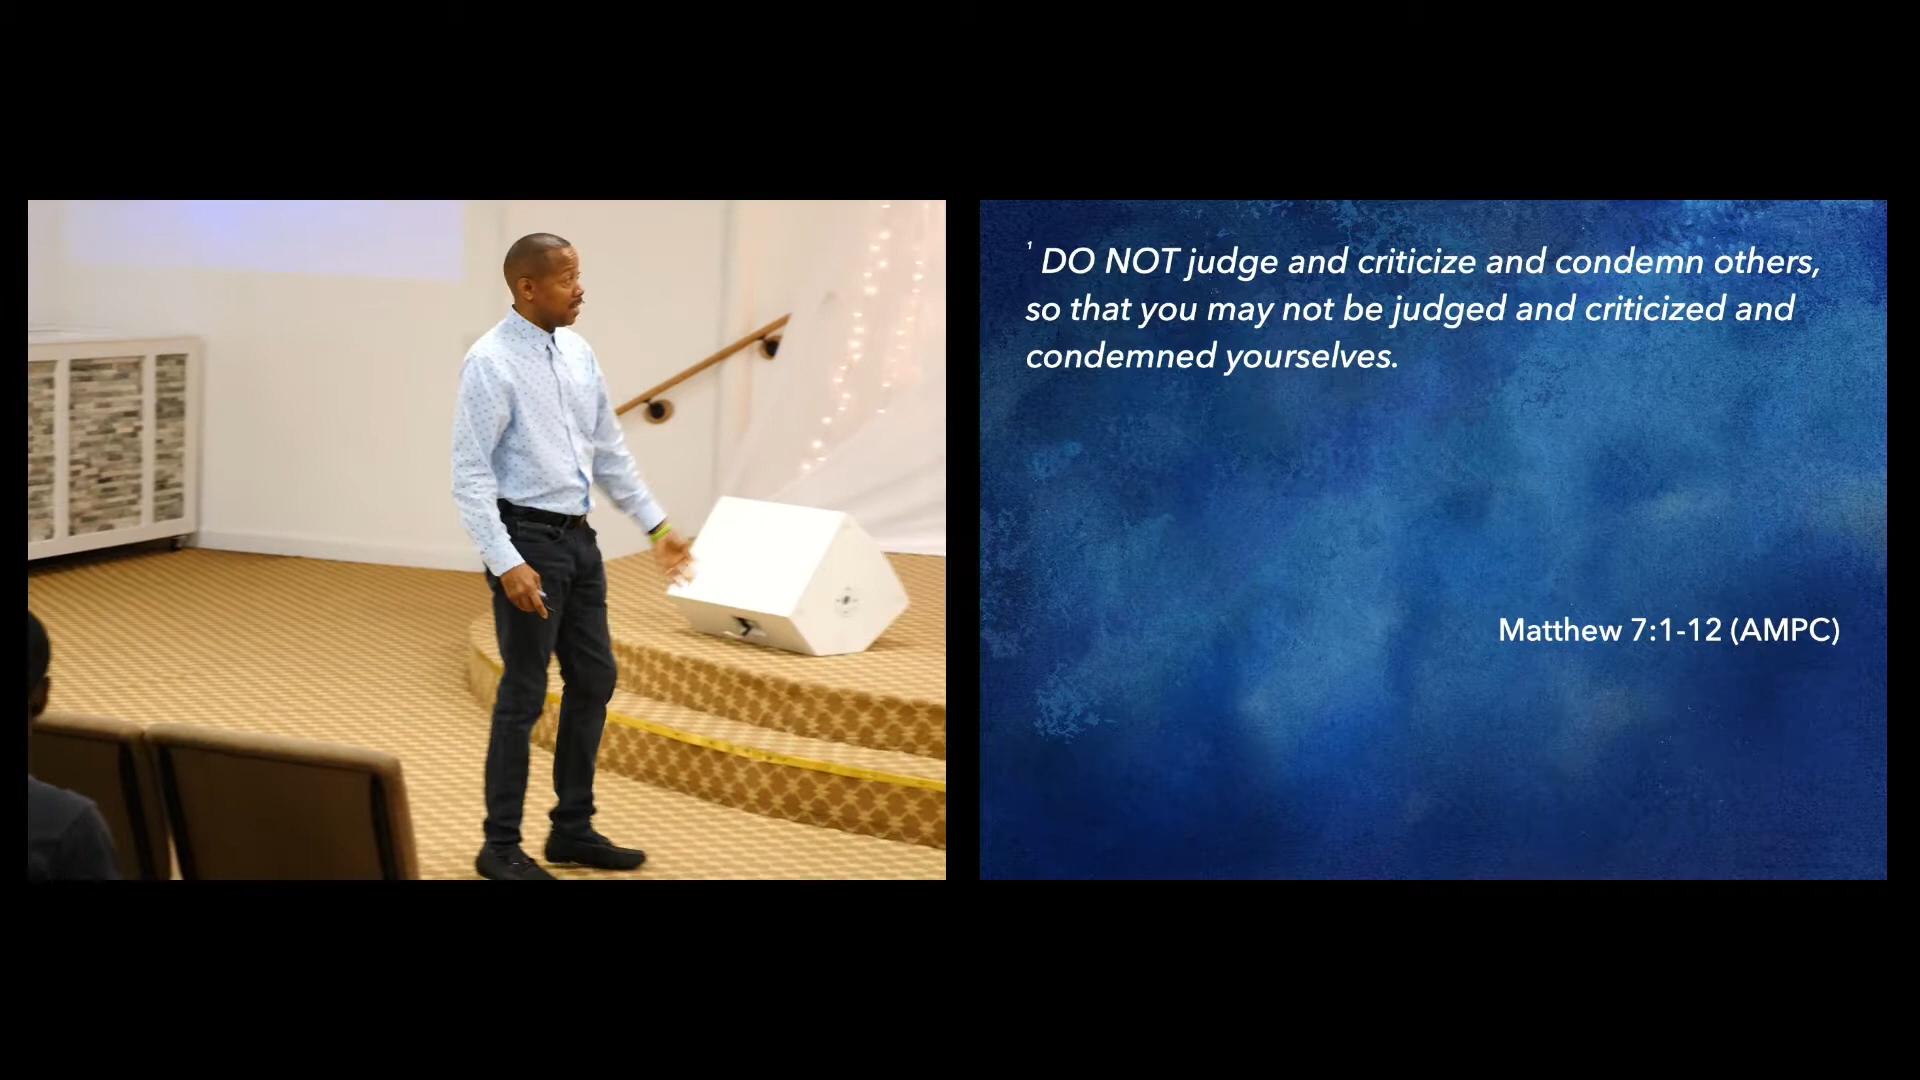 ¹ DO NOT judge and criticize and condemn others,
so that you may not be judged and criticized and
condemned yourselves.
Matthew 7:1-12 (AMPC)